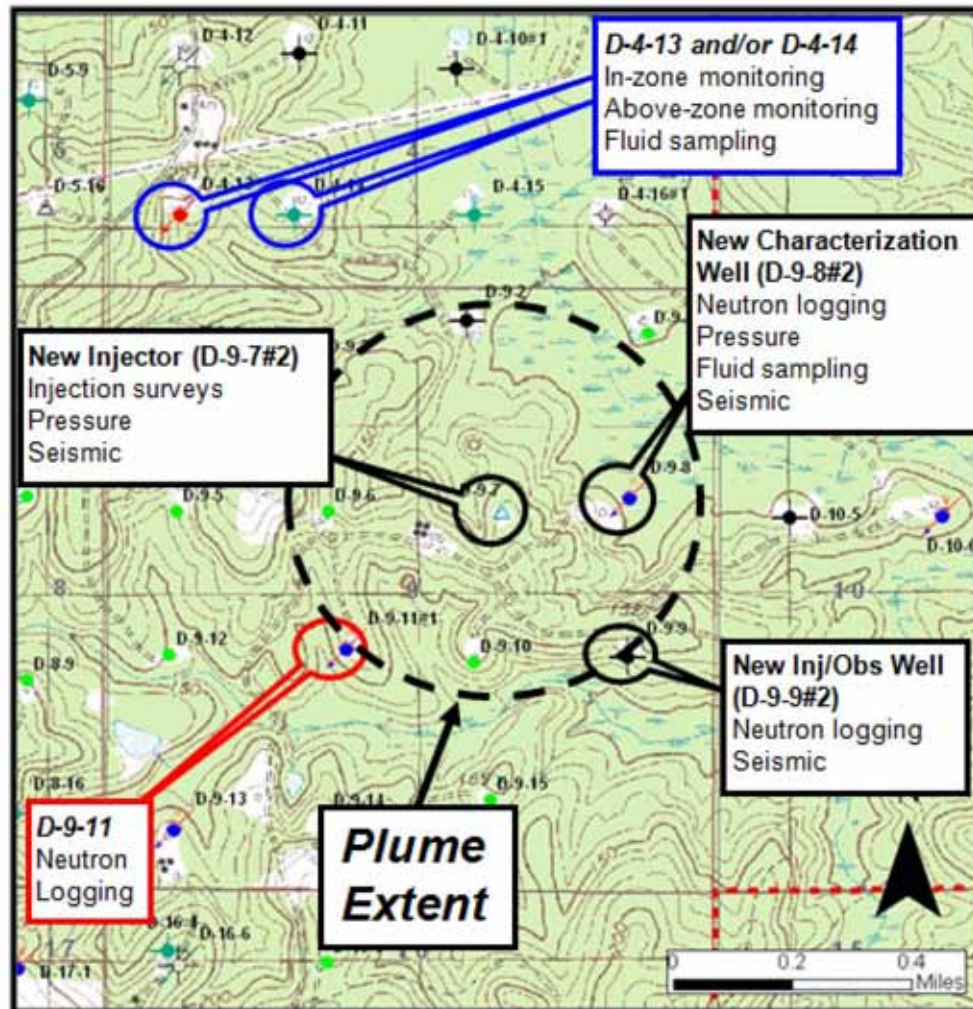 D-4-11
D-4-12
D-4-10#1
D-5-9
D-4-13 and/or D-4-14
In-zone monitoring
Above-zone monitoring
Fluid sampling
4
D-5-16
D-4-13
D-4-14
D-4-15
D-4-16#1
New Characterization
Well (D-9-8#2)
Neutron logging
Pressure
Fluid sampling
Seismic
D-9-2
New Injector (D-9-7#2)
Injection surveys
Pressure
Seismic
D-9-5
D-9-6
D-9-7
D-9-8
D-10-5
8
9
10
D-9-11#1
D-9-12
D-9-10
D-9-9
D-8-9
New Inj/Obs Well
(D-9-9#2)
Neutron logging
Seismic
D-8-16
D-9-13
D-9-14
D-9-15
D-9-11
Neutron
Logging
Plume
Extent
D-16-6
17
D-17-1
0
0.2
0.4
Miles